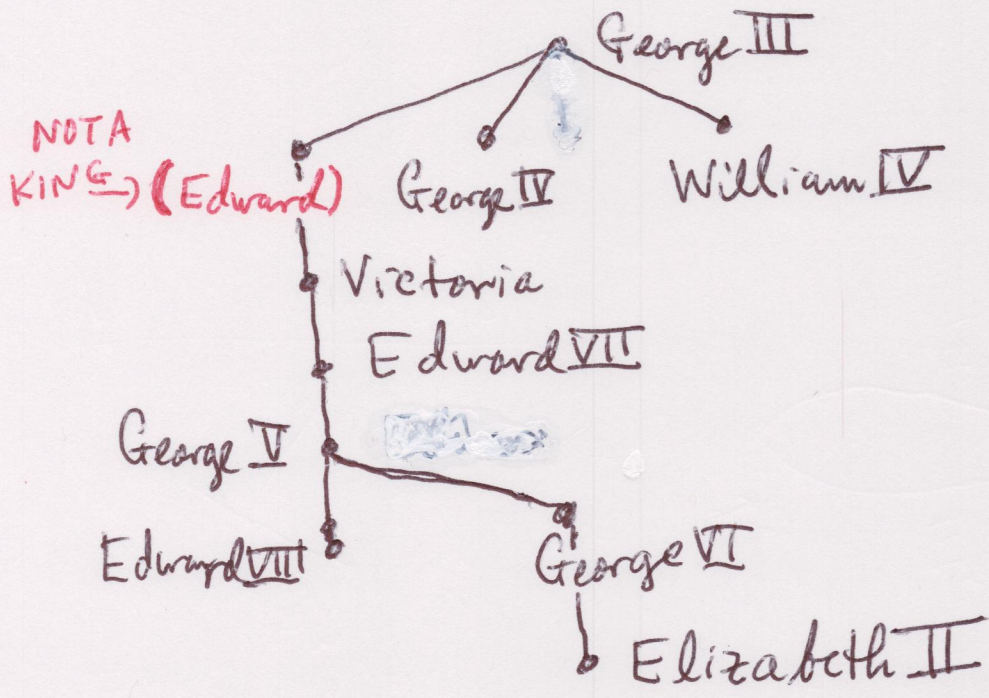 George III
NOT A
KING, (Edward)
George IV
William IV
Victoria
Edward VII
George V
Edward VIII
George VI
Elizabeth II